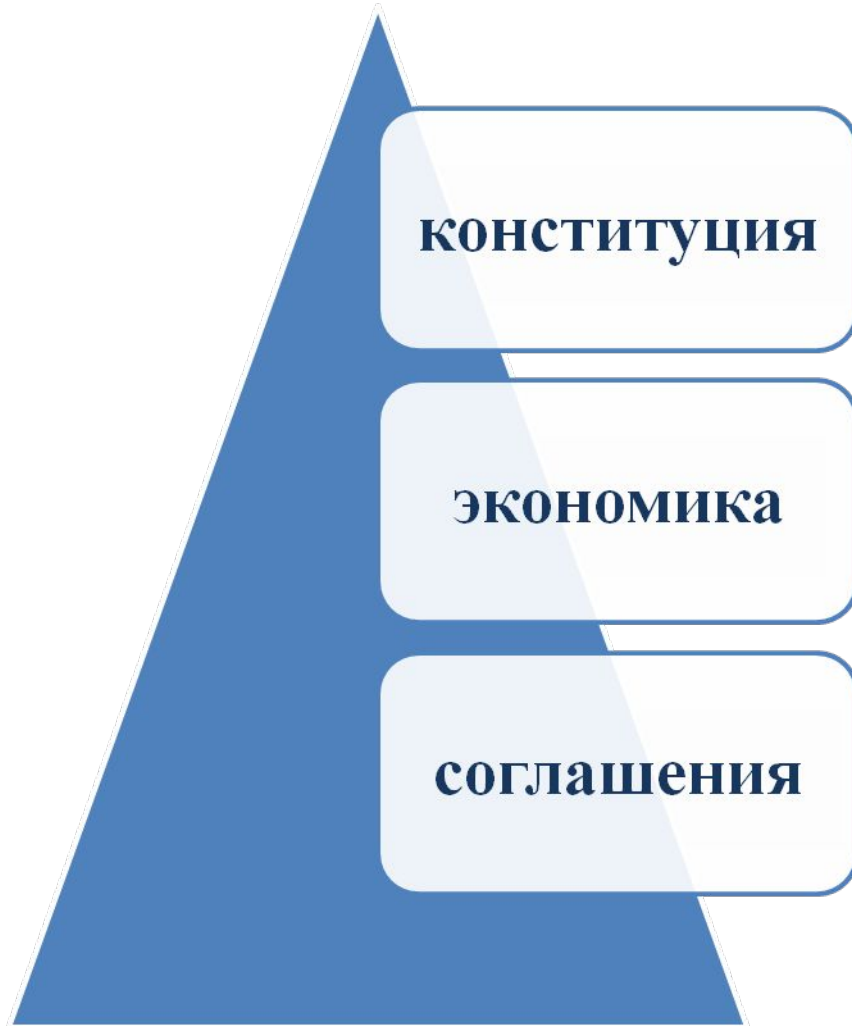 конституция
экономика
соглашения